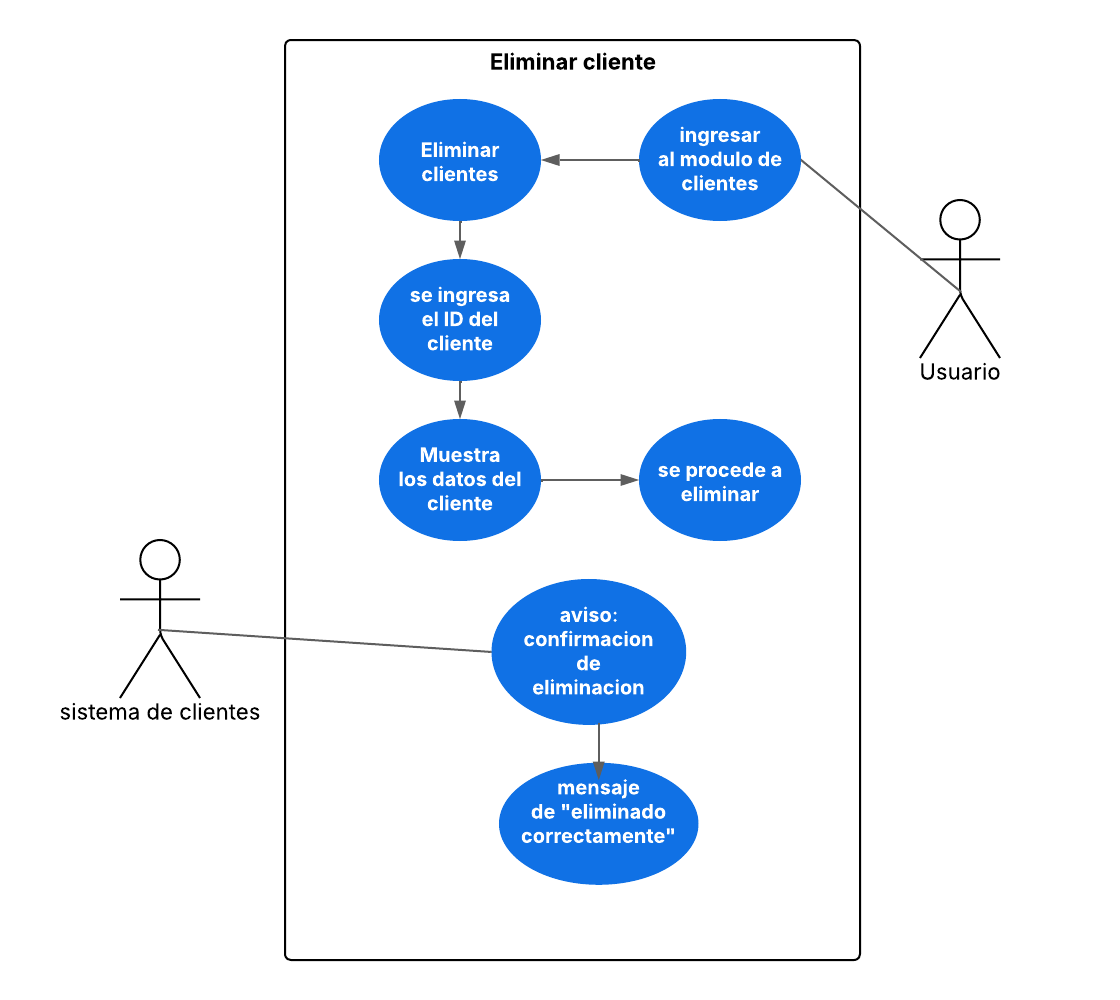 Eliminar cliente
Eliminar
clientes
ingresar
al modulo de
clientes
se ingresa
el ID del
cliente
Usuario
Muestra
los datos del
cliente
se procede a
eliminar
aviso:
confirmacion
de
eliminacion
sistema de clientes
mensaje
de "eliminado
correctamente"